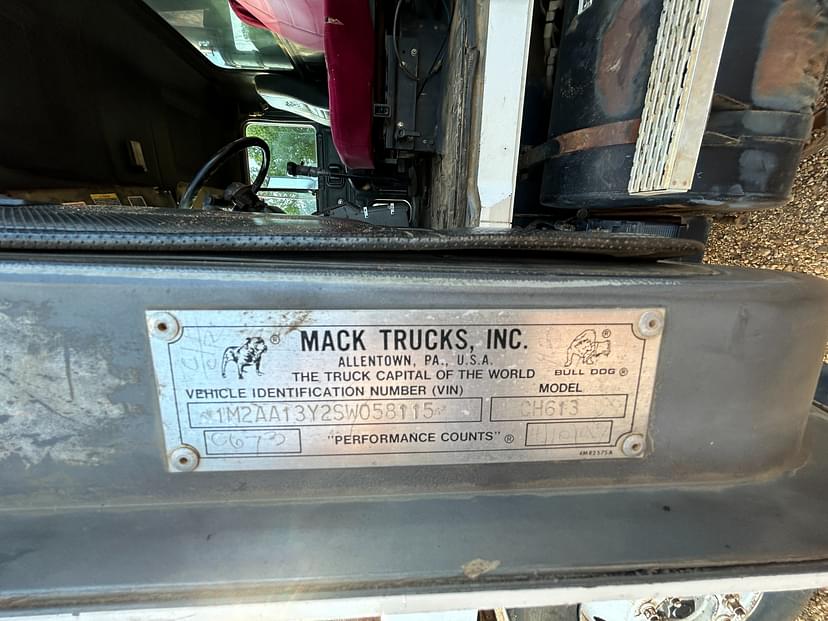 MACK TRUCKS, INC.
ALLENTOWN, PA., U.S.A.
THE TRUCK CAPITAL OF THE WORLD
BULL DOG ®
VEHICLE IDENTIFICATION NUMBER (VIN) MODEL
1M2AA13Y2SW058115 CH613
"PERFORMANCE COUNTS" ®
4MR2575A